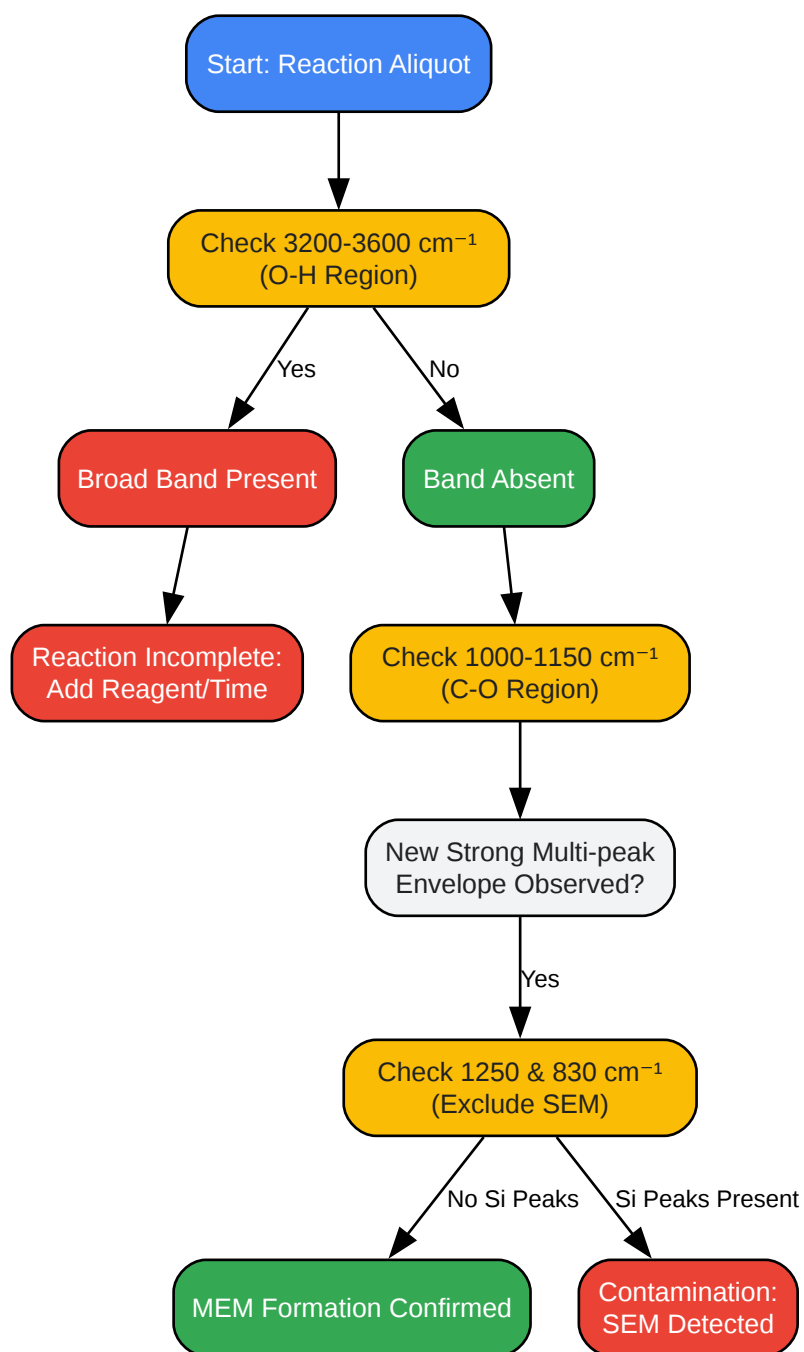 Start: Reaction Aliquot
Check 3200-3600 cm⁻¹
(O-H Region)
Yes
No
Broad Band Present
Band Absent
Reaction Incomplete:
Add Reagent/Time
Check 1000-1150 cm⁻¹
(C-O Region)
New Strong Multi-peak
Envelope Observed?
Yes
Check 1250 & 830 cm⁻¹
(Exclude SEM)
No Si Peaks
Si Peaks Present
MEM Formation Confirmed
Contamination:
SEM Detected